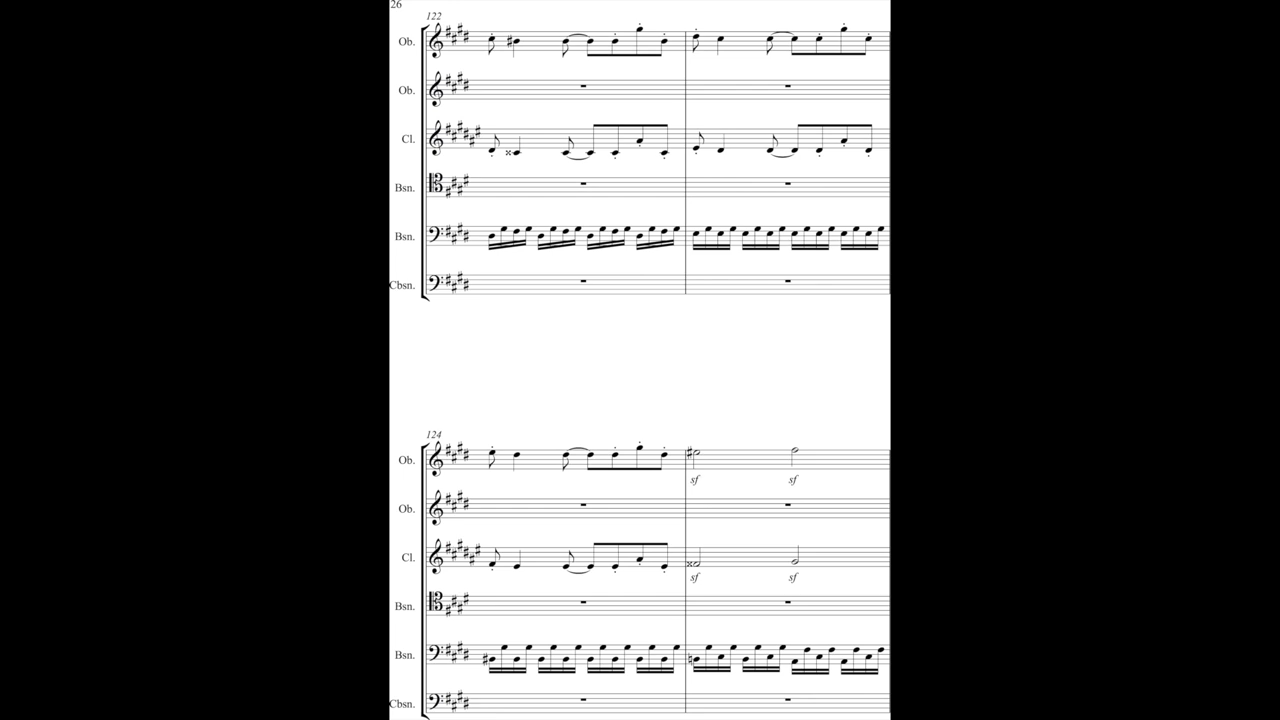 26
122
Ob.
Ob.
Cl.
Bsn.
Bsn.
Cbsn.
124
Ob.
sf sf
Ob.
Cl.
sf sf
Bsn.
Bsn.
Cbsn.